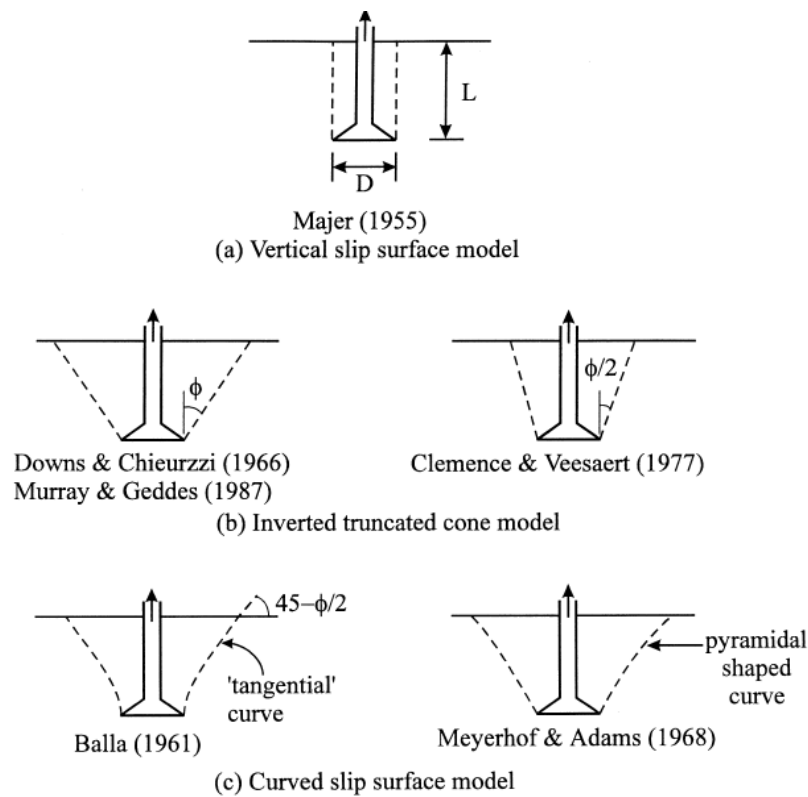 L
D
Majer (1955)
(a) Vertical slip surface model
ϕ
Downs & Chieurzzi (1966)
Murray & Geddes (1987)
ϕ/2
Clemence & Veesaert (1977)
(b) Inverted truncated cone model
45–ϕ/2
'tangential'
curve
Balla (1961)
pyramidal
shaped
curve
Meyerhof & Adams (1968)
(c) Curved slip surface model